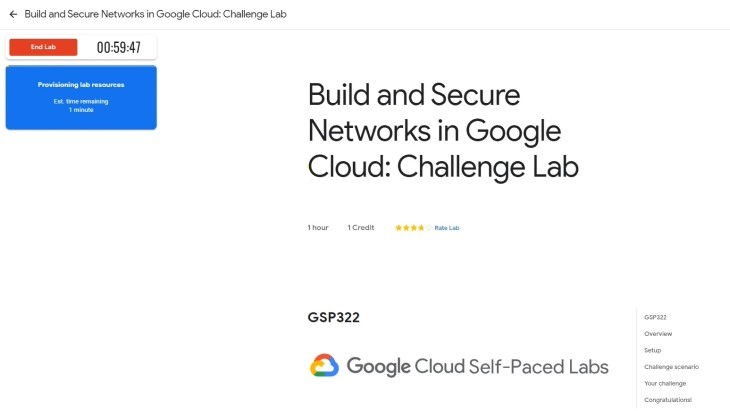 Build and Secure Networks in Google Cloud: Challenge Lab
End Lab
00:59:47
Provisioning lab resources
Est. time remaining
1 minute
Build and Secure
Networks in Google
Cloud: Challenge Lab
1 hour 1 Credit Rate Lab
GSP322
Google Cloud Self-Paced Labs
GSP322
Overview
Setup
Challenge scenario
Your challenge
Congratulations!